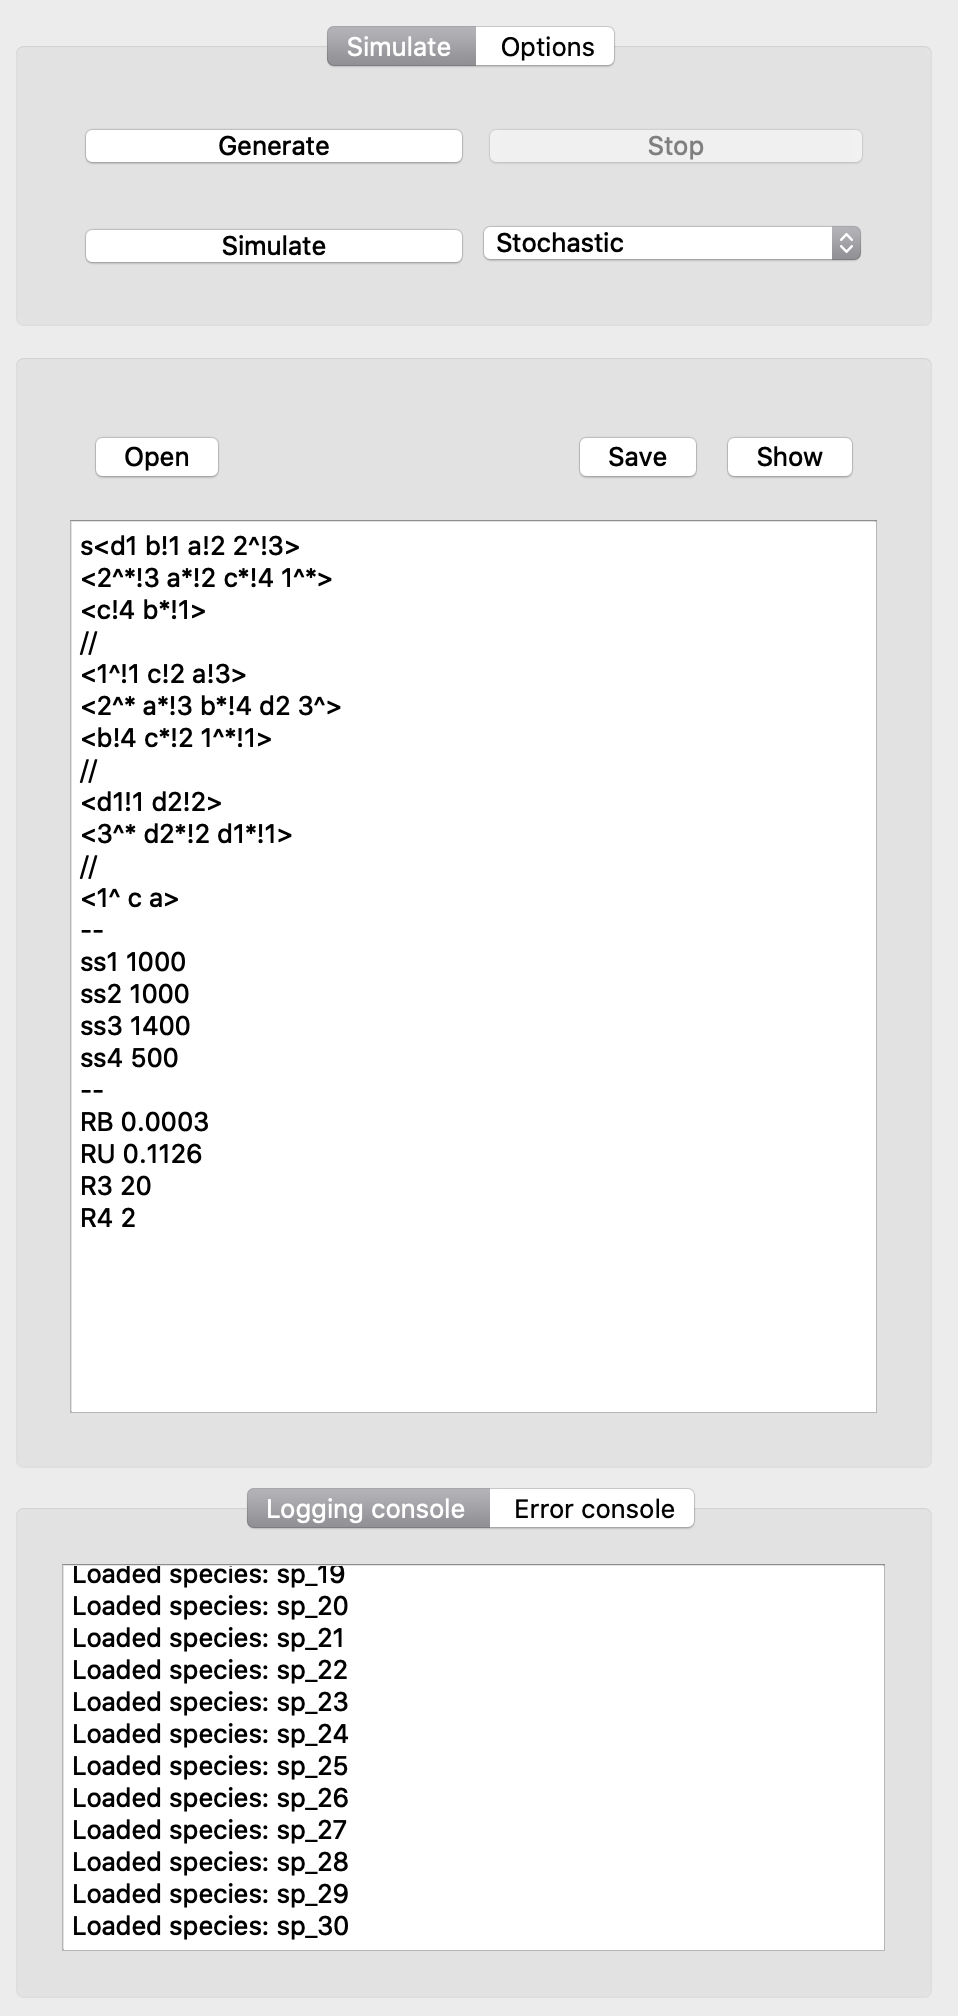 Simulate Options
Generate Stop
Simulate Stochastic
Open Save Show
s<d1 b!1 a!2 2^!3>
<2^*!3 a*!2 c*!4 1^*>
<c!4 b*!1>
//
<1^!1 c!2 a!3>
<2^* a*!3 b*!4 d2 3^>
<b!4 c*!2 1^*!1>
//
<d1!1 d2!2>
<3^* d2*!2 d1*!1>
//
<1^ c a>
--
ss1 1000
ss2 1000
ss3 1400
ss4 500
--
RB 0.0003
RU 0.1126
R3 20
R4 2
Logging console Error console
Loaded species: sp_19
Loaded species: sp_20
Loaded species: sp_21
Loaded species: sp_22
Loaded species: sp_23
Loaded species: sp_24
Loaded species: sp_25
Loaded species: sp_26
Loaded species: sp_27
Loaded species: sp_28
Loaded species: sp_29
Loaded species: sp_30